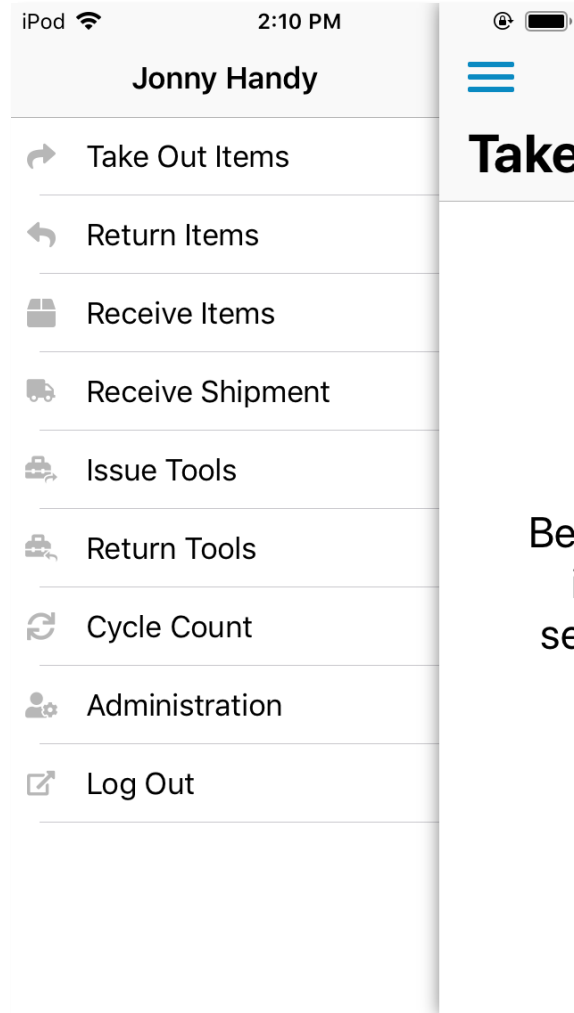 iPod 2:10 PM
Jonny Handy
Take
Take Out Items
Return Items
Receive Items
Receive Shipment
Issue Tools
Return Tools
Cycle Count
Administration
Log Out
Be
i
se